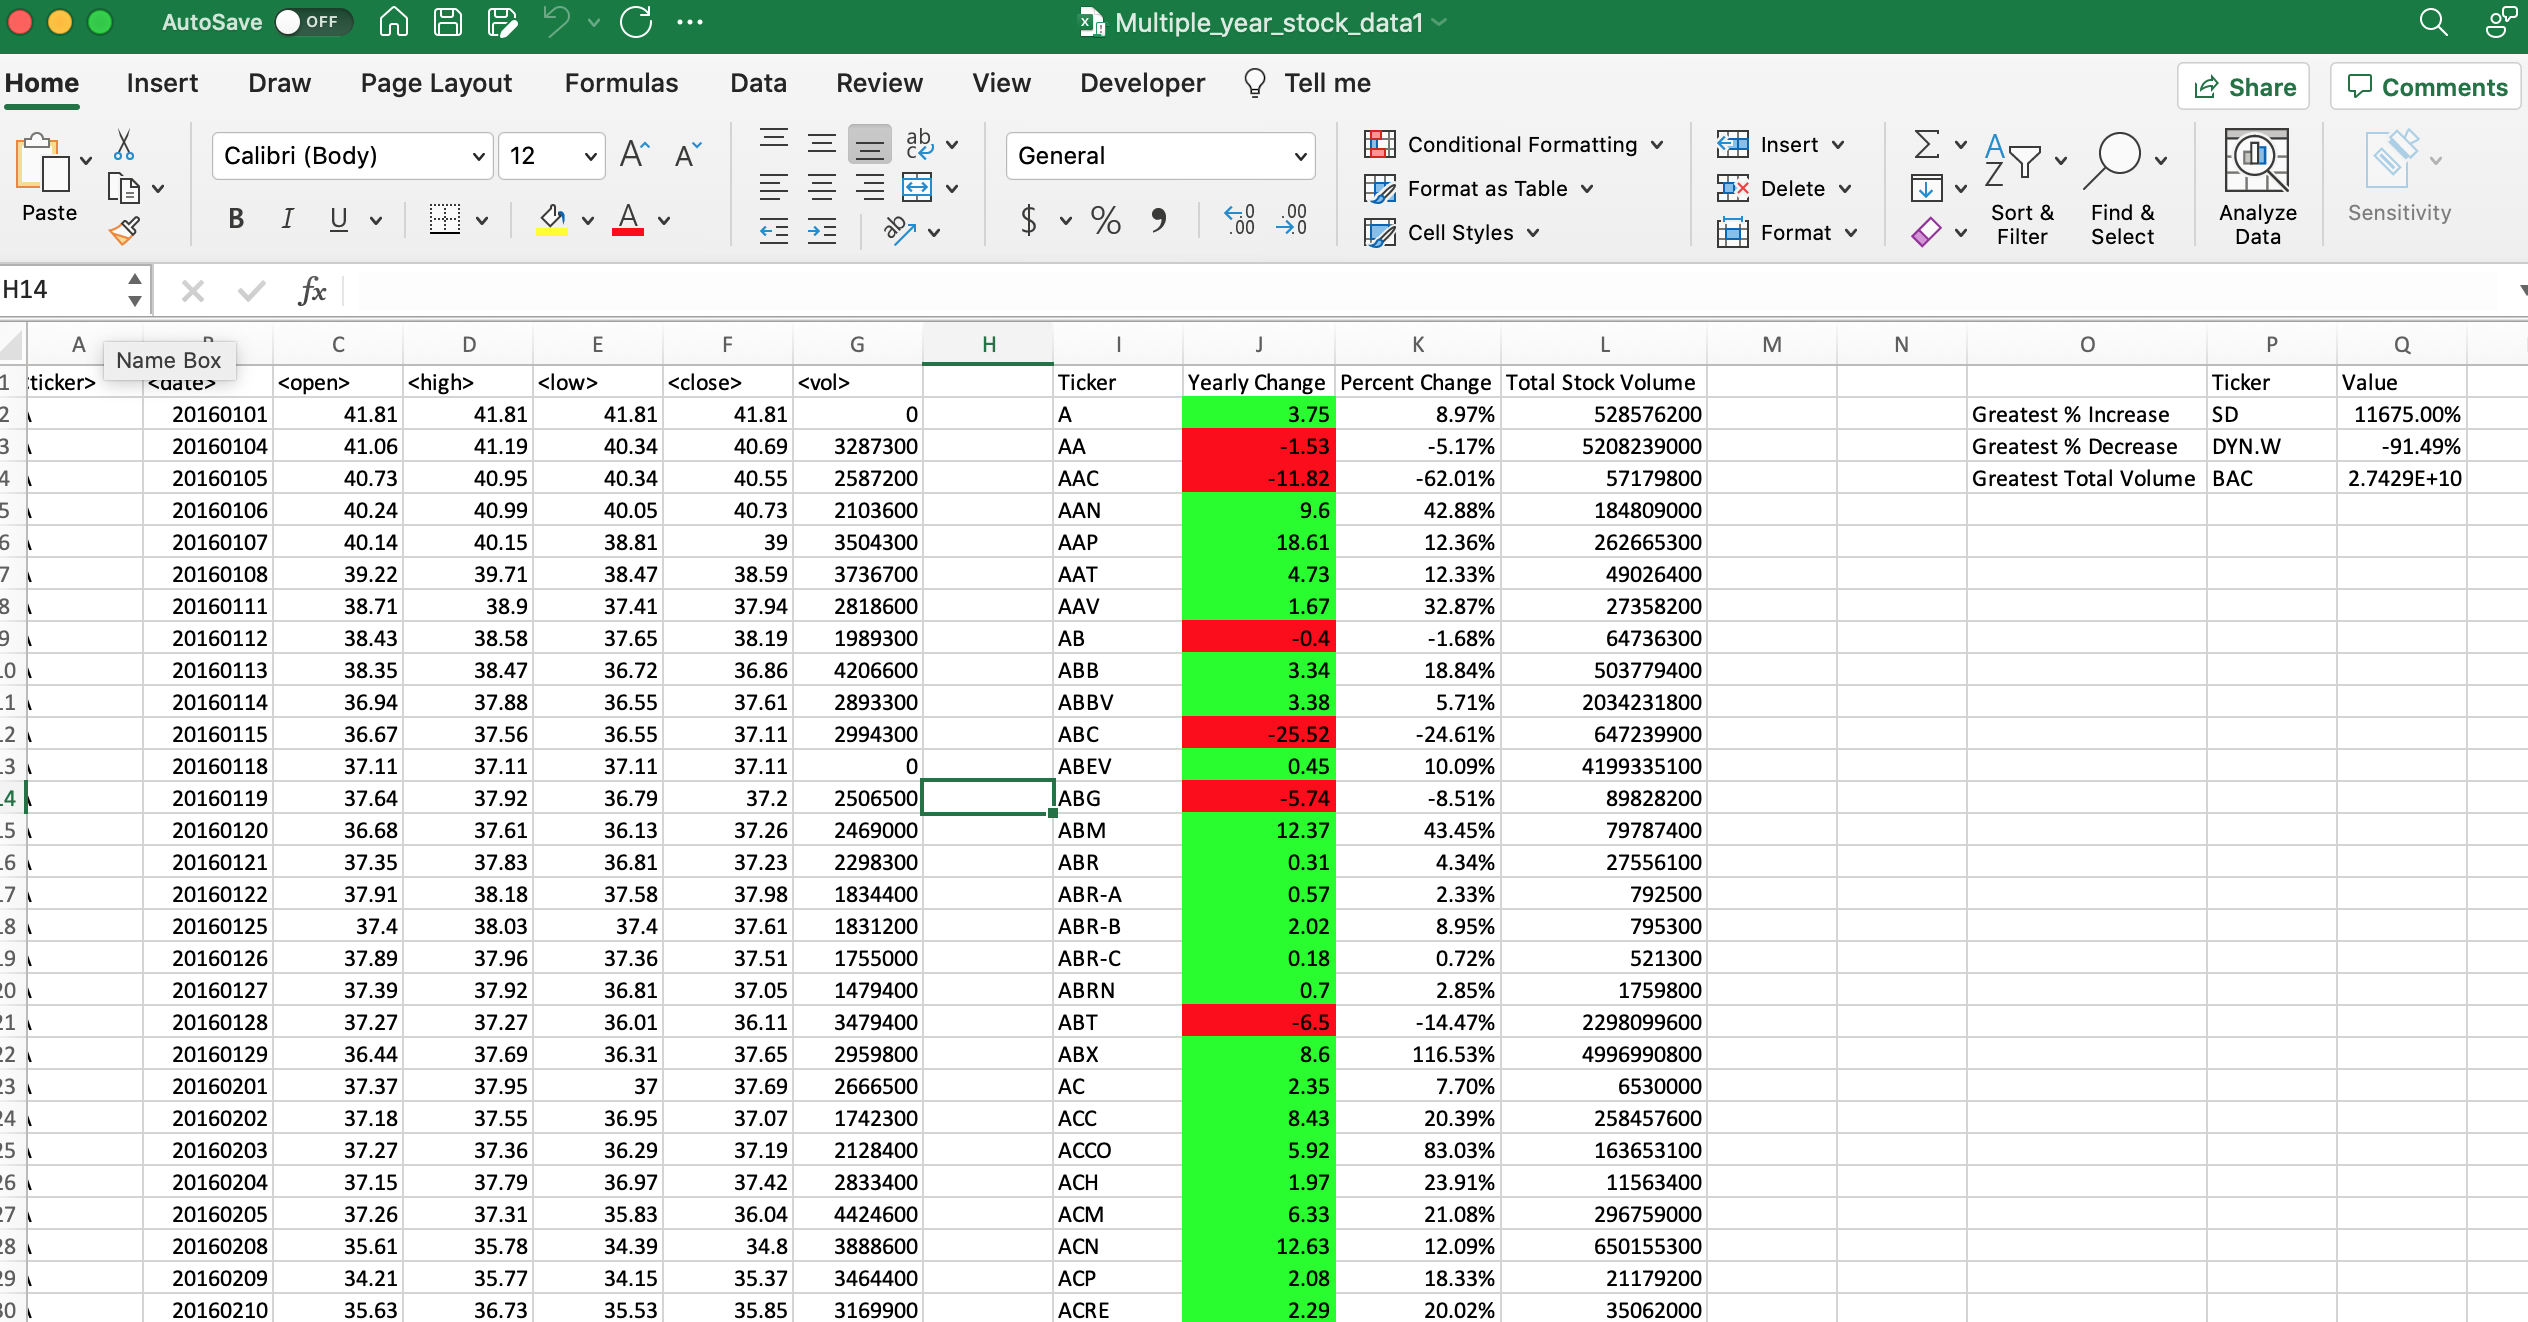 AutoSave OFF Multiple_year_stock_data1
Home Insert Draw Page Layout Formulas Data Review View Developer Tell me Share Comments
Paste Calibri (Body) 12 General Conditional Formatting Insert
Format as Table Delete
Cell Styles Format
B I U $ % Sort & Filter Find & Select Analyze Data Sensitivity
H14 fx
A C D E F G H I J K L M N O P Q
Name Box
1 <date> <open> <high> <low> <close> <vol> Ticker Yearly Change Percent Change Total Stock Volume Ticker Value
2 20160101 41.81 41.81 41.81 41.81 0 A 3.75 8.97% 528576200 Greatest % Increase SD 11675.00%
3 20160104 41.06 41.19 40.34 40.69 3287300 AA -1.53 -5.17% 5208239000 Greatest % Decrease DYN.W -91.49%
4 20160105 40.73 40.95 40.34 40.55 2587200 AAC -11.82 -62.01% 57179800 Greatest Total Volume BAC 2.7429E+10
5 20160106 40.24 40.99 40.05 40.73 2103600 AAN 9.6 42.88% 184809000
6 20160107 40.14 40.15 38.81 39 3504300 AAP 18.61 12.36% 262665300
7 20160108 39.22 39.71 38.47 38.59 3736700 AAT 4.73 12.33% 49026400
8 20160111 38.71 38.9 37.41 37.94 2818600 AAV 1.67 32.87% 27358200
9 20160112 38.43 38.58 37.65 38.19 1989300 AB -0.4 -1.68% 64736300
20160113 38.35 38.47 36.72 36.86 4206600 ABB 3.34 18.84% 503779400
20160114 36.94 37.88 36.55 37.61 2893300 ABBV 3.38 5.71% 2034231800
20160115 36.67 37.56 36.55 37.11 2994300 ABC -25.52 -24.61% 647239900
20160118 37.11 37.11 37.11 37.11 0 ABEV 0.45 10.09% 4199335100
20160119 37.64 37.92 36.79 37.2 2506500 ABG -5.74 -8.51% 89828200
20160120 36.68 37.61 36.13 37.26 2469000 ABM 12.37 43.45% 79787400
20160121 37.35 37.83 36.81 37.23 2298300 ABR 0.31 4.34% 27556100
20160122 37.91 38.18 37.58 37.98 1834400 ABR-A 0.57 2.33% 792500
20160125 37.4 38.03 37.4 37.61 1831200 ABR-B 2.02 8.95% 795300
20160126 37.89 37.96 37.36 37.51 1755000 ABR-C 0.18 0.72% 521300
20160127 37.39 37.92 36.81 37.05 1479400 ABRN 0.7 2.85% 1759800
20160128 37.27 37.27 36.01 36.11 3479400 ABT -6.5 -14.47% 2298099600
20160129 36.44 37.69 36.31 37.65 2959800 ABX 8.6 116.53% 4996990800
20160201 37.37 37.95 37 37.69 2666500 AC 2.35 7.70% 6530000
20160202 37.18 37.55 36.95 37.07 1742300 ACC 8.43 20.39% 258457600
20160203 37.27 37.36 36.29 37.19 2128400 ACCO 5.92 83.03% 163653100
20160204 37.15 37.79 36.97 37.42 2833400 ACH 1.97 23.91% 11563400
20160205 37.26 37.31 35.83 36.04 4424600 ACM 6.33 21.08% 296759000
20160208 35.61 35.78 34.39 34.8 3888600 ACN 12.63 12.09% 650155300
20160209 34.21 35.77 34.15 35.37 3464400 ACP 2.08 18.33% 21179200
20160210 35.63 36.73 35.53 35.85 3169900 ACRE 2.29 20.02% 35062000